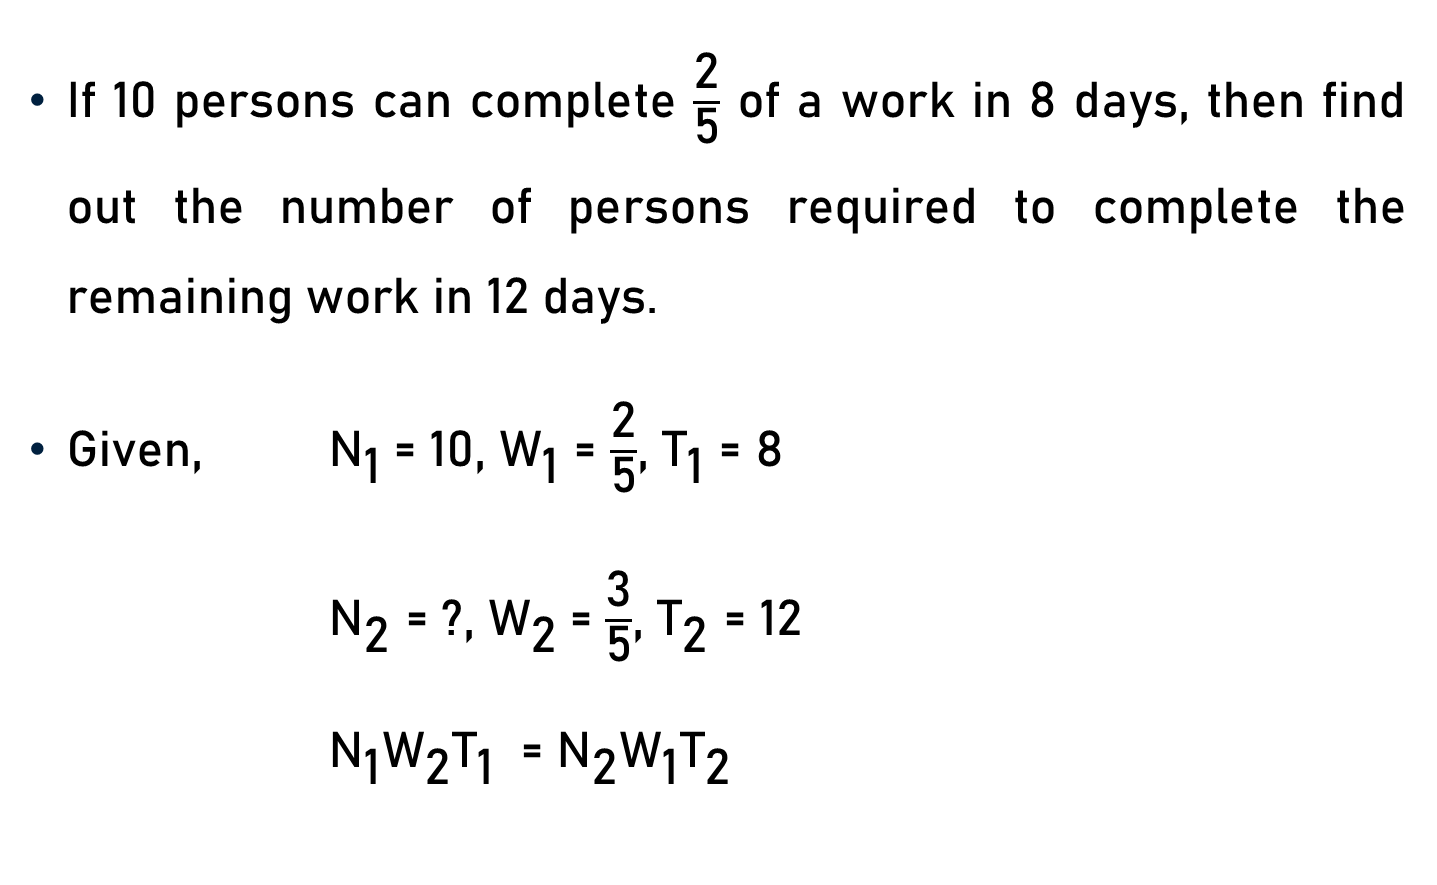 • If 10 persons can complete 2/5 of a work in 8 days, then find
out the number of persons required to complete the
remaining work in 12 days.
• Given, N₁ = 10, W₁ = 2/5, T₁ = 8
N₂ = ?, W₂ = 3/5, T₂ = 12
N₁W₂T₁ = N₂W₁T₂